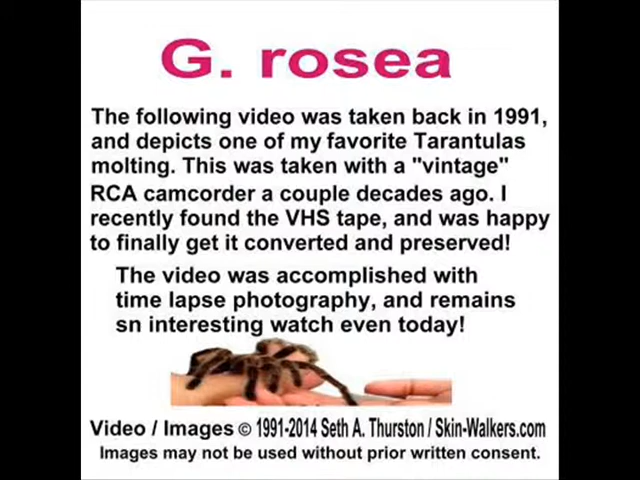 G. rosea
The following video was taken back in 1991,
and depicts one of my favorite Tarantulas
molting. This was taken with a "vintage"
RCA camcorder a couple decades ago. I
recently found the VHS tape, and was happy
to finally get it converted and preserved!
The video was accomplished with
time lapse photography, and remains
sn interesting watch even today!
Video / Images © 1991-2014 Seth A. Thurston / Skin-Walkers.com
Images may not be used without prior written consent.